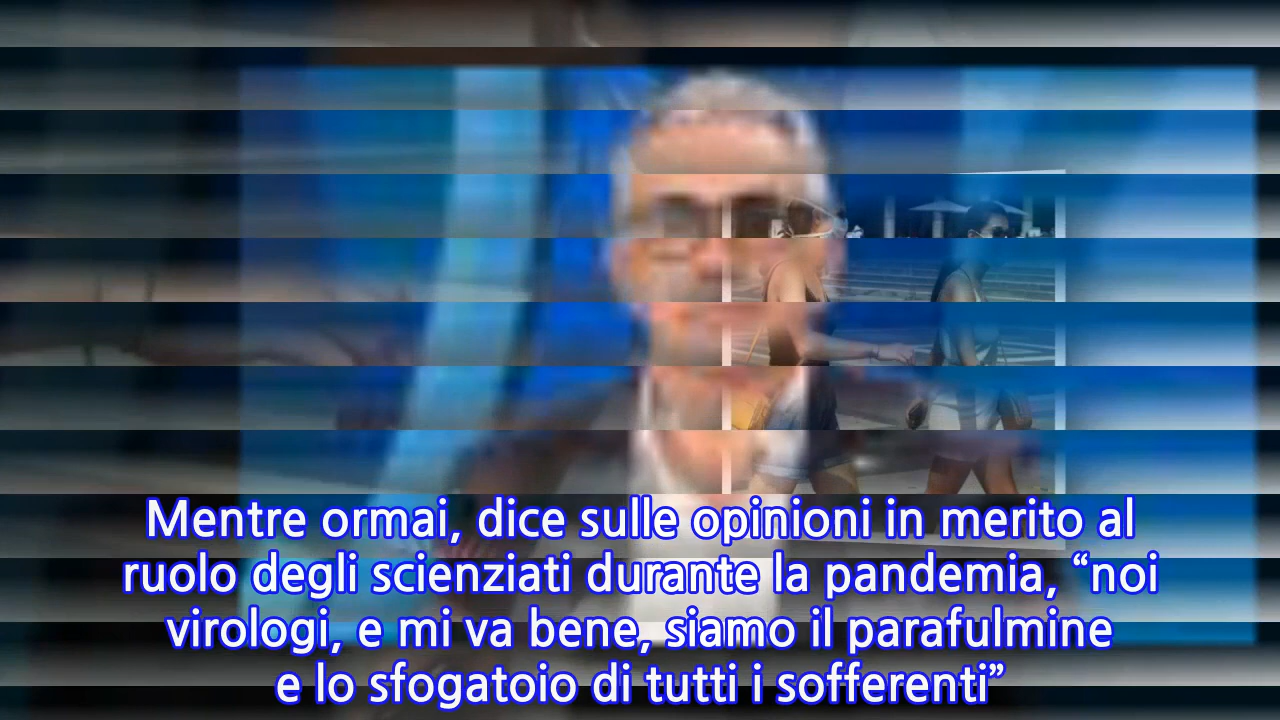 Mentre ormai, dice sulle opinioni in merito al
ruolo degli scienziati durante la pandemia, “noi
virologi, e mi va bene, siamo il parafulmine
e lo sfogatoio di tutti i sofferenti”